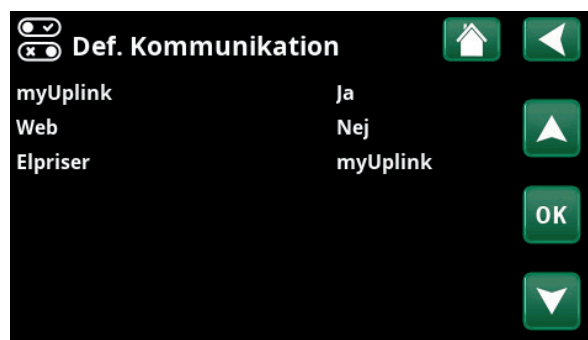 Def. Kommunikation
myUplink Ja
Web Nej
Elpriser myUplink
OK